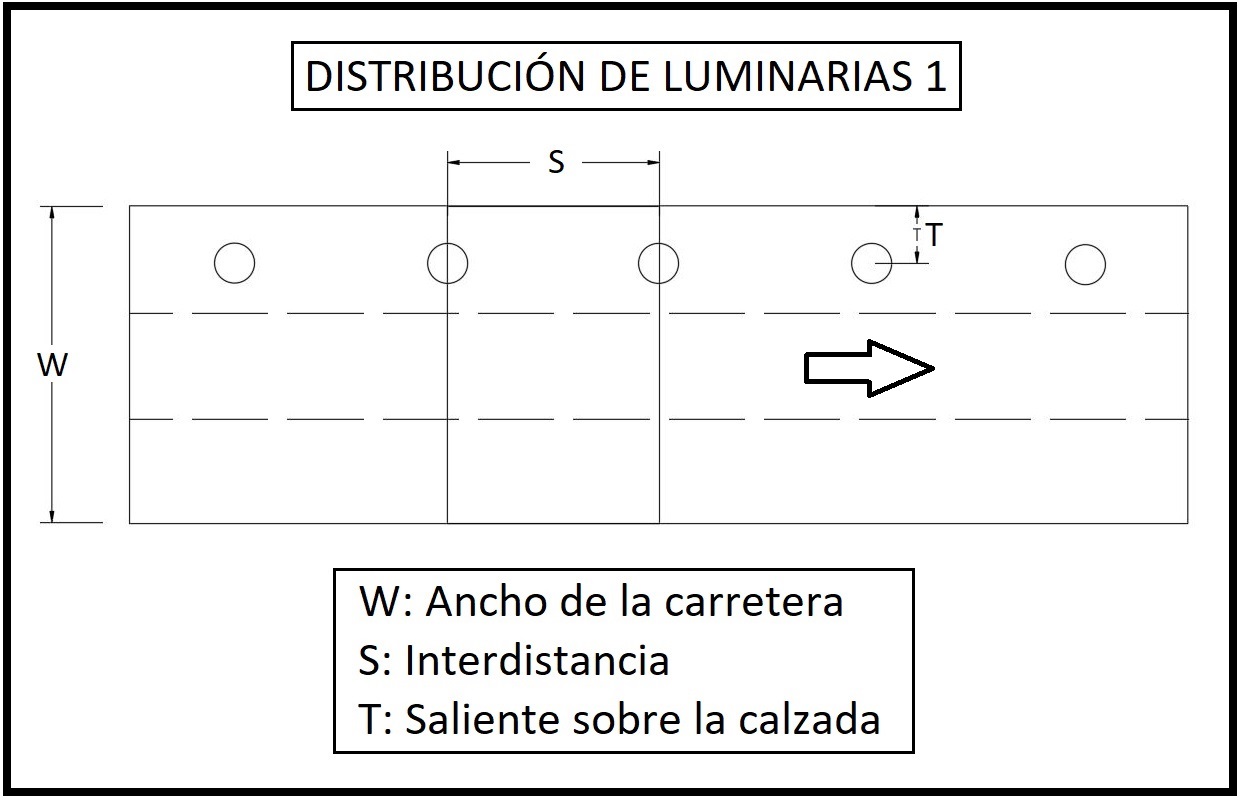 DISTRIBUCIÓN DE LUMINARIAS 1
S
T
W
W: Ancho de la carretera
S: Interdistancia
T: Saliente sobre la calzada